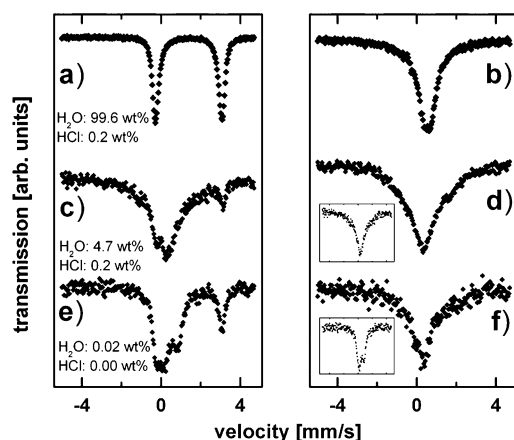 a)
H₂O: 99.6 wt%
HCl: 0.2 wt%
b)
c)
H₂O: 4.7 wt%
HCl: 0.2 wt%
d)
e)
H₂O: 0.02 wt%
HCl: 0.00 wt%
f)
transmission [arb. units]
-4 0 4 -4 0 4
velocity [mm/s]